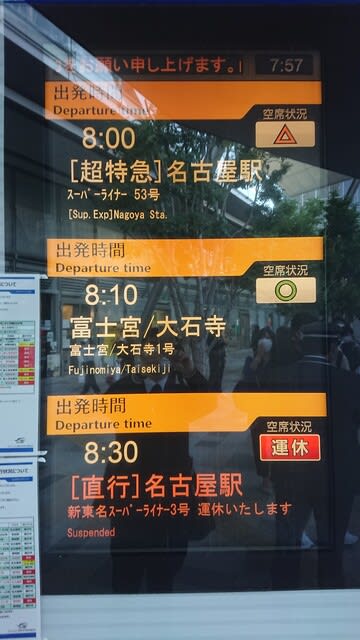 お願い申し上げます。
7:57
出発時間
Departure time
空席状況
8:00
[超特急]名古屋駅
ｽｰﾊﾟｰﾗｲﾅｰ 53号
[Sup.Exp]Nagoya Sta.
出発時間
Departure time
空席状況
8:10
富士宮/大石寺
富士宮/大石寺1号
Fujinomiya/Taisekiji
出発時間
Departure time
空席状況
8:30
運休
[直行]名古屋駅
新東名ｽｰﾊﾟｰﾗｲﾅｰ3号 運休いたします
Suspended